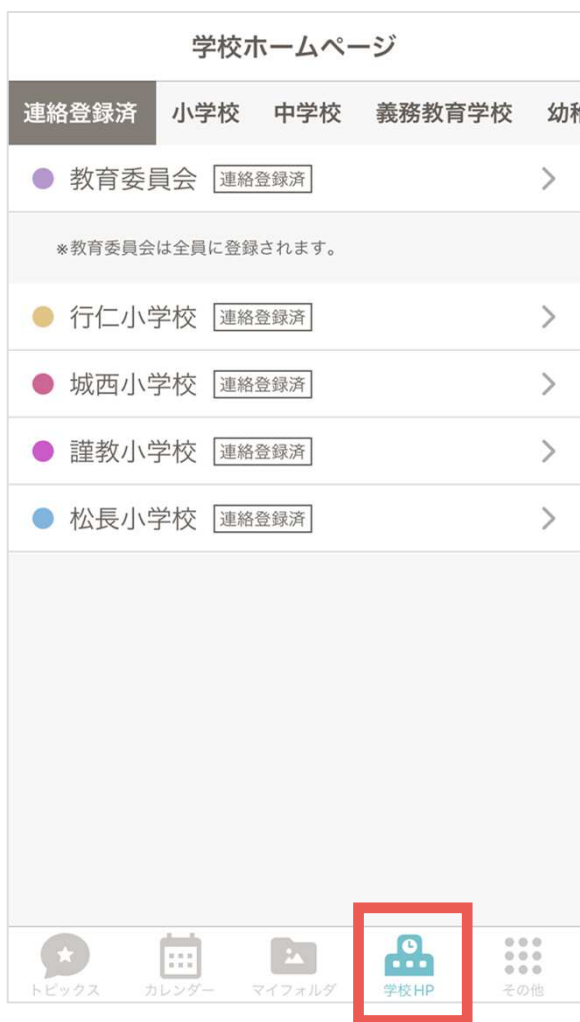 学校ホームページ
連絡登録済 小学校 中学校 義務教育学校 幼
教育委員会 連絡登録済
※教育委員会は全員に登録されます。
行仁小学校 連絡登録済
城西小学校 連絡登録済
謹教小学校 連絡登録済
松長小学校 連絡登録済
トピックス カレンダー マイフォルダ 学校HP その他